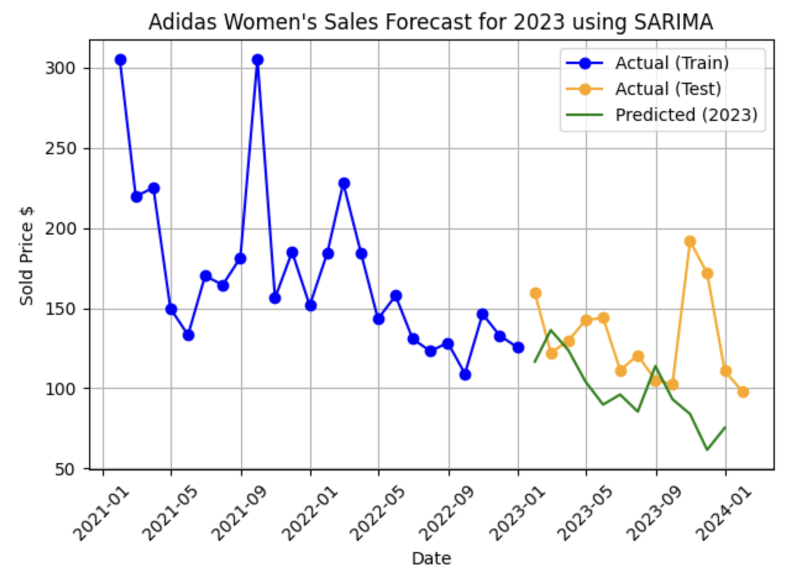 Adidas Women's Sales Forecast for 2023 using SARIMA
Actual (Train)
Actual (Test)
Predicted (2023)
300
250
200
150
100
50
Sold Price $
2021-01
2021-05
2021-09
2022-01
2022-05
2022-09
2023-01
2023-05
2023-09
2024-01
Date